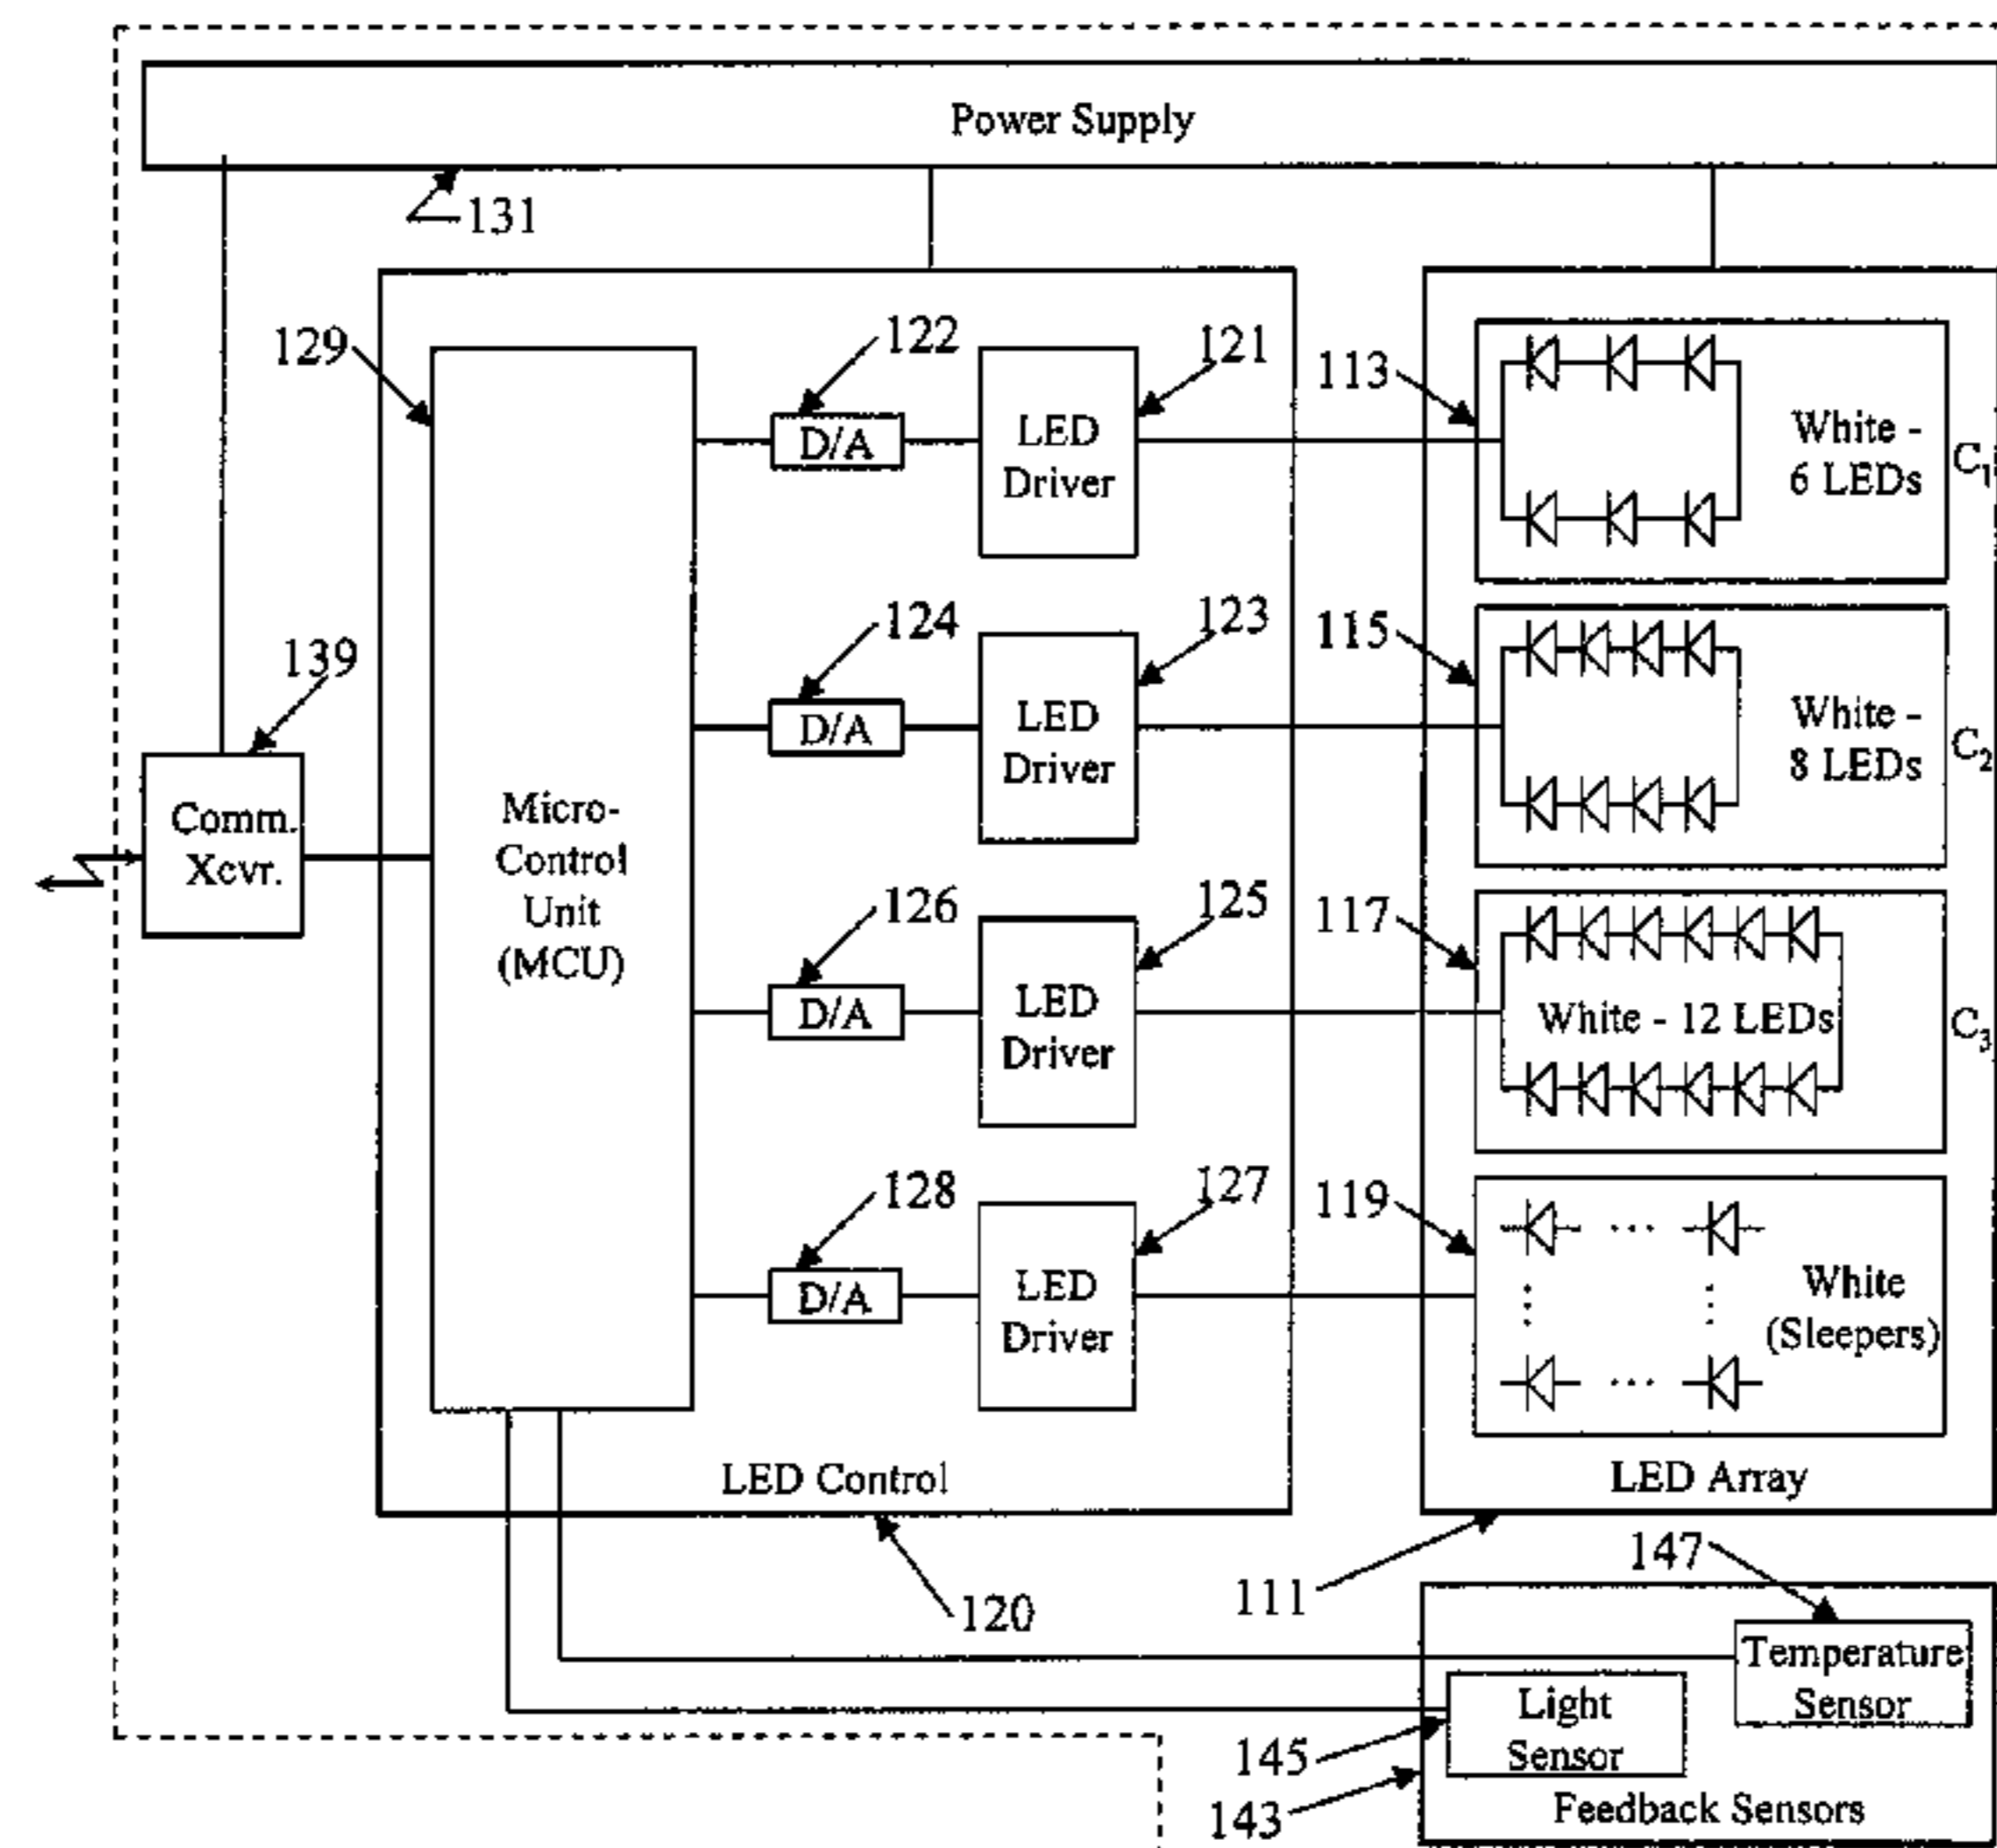 Power Supply
131
129
122
121
113
D/A
LED
Driver
White -
6 LEDs
C1
124
123
115
139
D/A
LED
Driver
White -
8 LEDs
C2
Comm.
Xcvr.
Micro-
Control
Unit
(MCU)
126
125
117
D/A
LED
Driver
White - 12 LEDs
C3
128
127
119
D/A
LED
Driver
White
(Sleepers)
LED Control
LED Array
120
111
147
Temperature
Sensor
Light
Sensor
145
143
Feedback Sensors